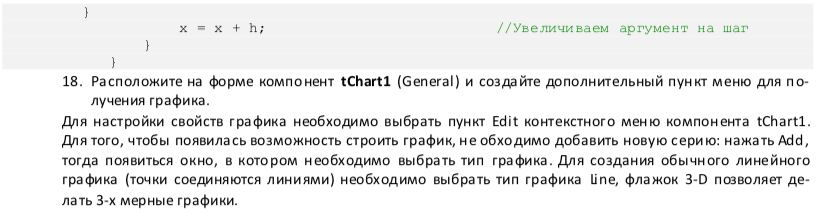 }
x = x + h; //Увеличиваем аргумент на шаг
}
}
18. Расположите на форме компонент tChart1 (General) и создайте дополнительный пункт меню для по-
лучения графика.
Для настройки свойств графика необходимо выбрать пункт Edit контекстного меню компонента tChart1.
Для того, чтобы появилась возможность строить график, не обходимо добавить новую серию: нажать Add,
тогда появиться окно, в котором необходимо выбрать тип графика. Для создания обычного линейного
графика (точки соединяются линиями) необходимо выбрать тип графика Line, флажок 3-D позволяет де-
лать 3-х мерные графики.